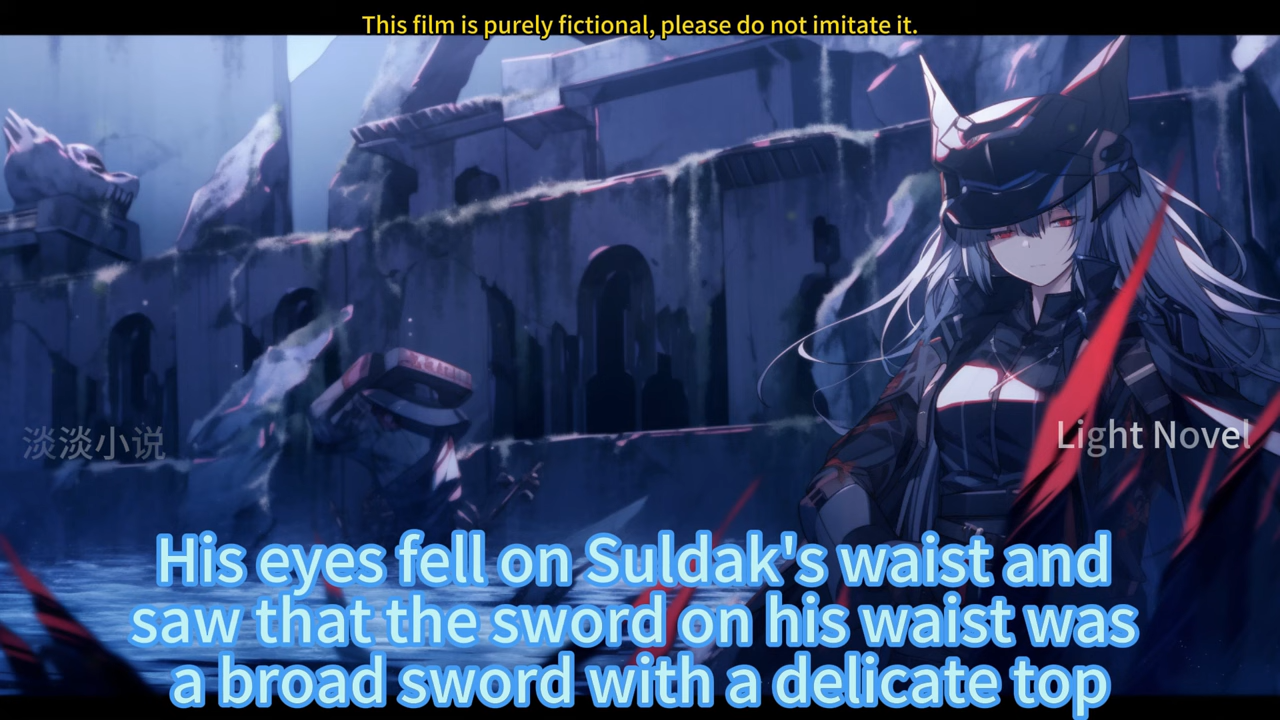 This film is purely fictional, please do not imitate it.
淡淡小说
Light Novel
His eyes fell on Suldak's waist and
saw that the sword on his waist was
a broad sword with a delicate top